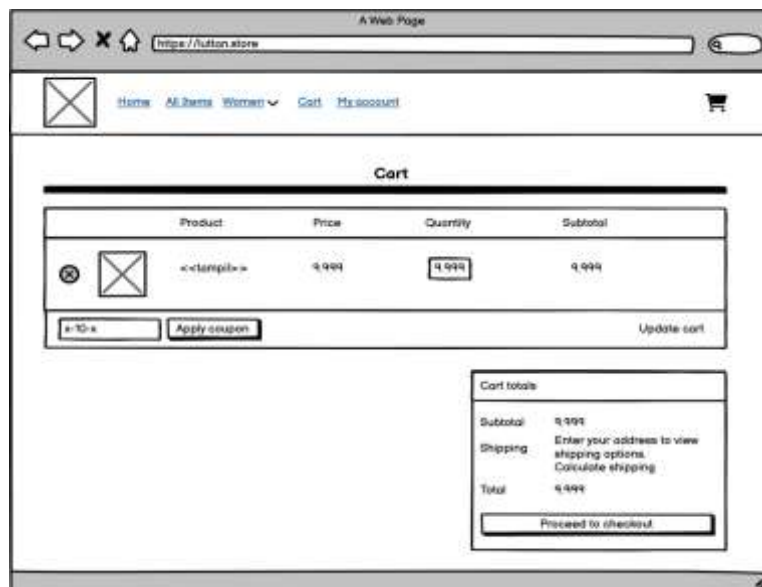 A Web Page
https://lutton.store
Home All Items Women Cart My account
Cart
Product Price Quantity Subtotal
<<tampil>> 9.999 9.999 9.999
x-10-x Apply coupon Update cart
Cart totals
Subtotal 9.999
Shipping Enter your address to view
shipping options.
Calculate shipping
Total 9.999
Proceed to checkout